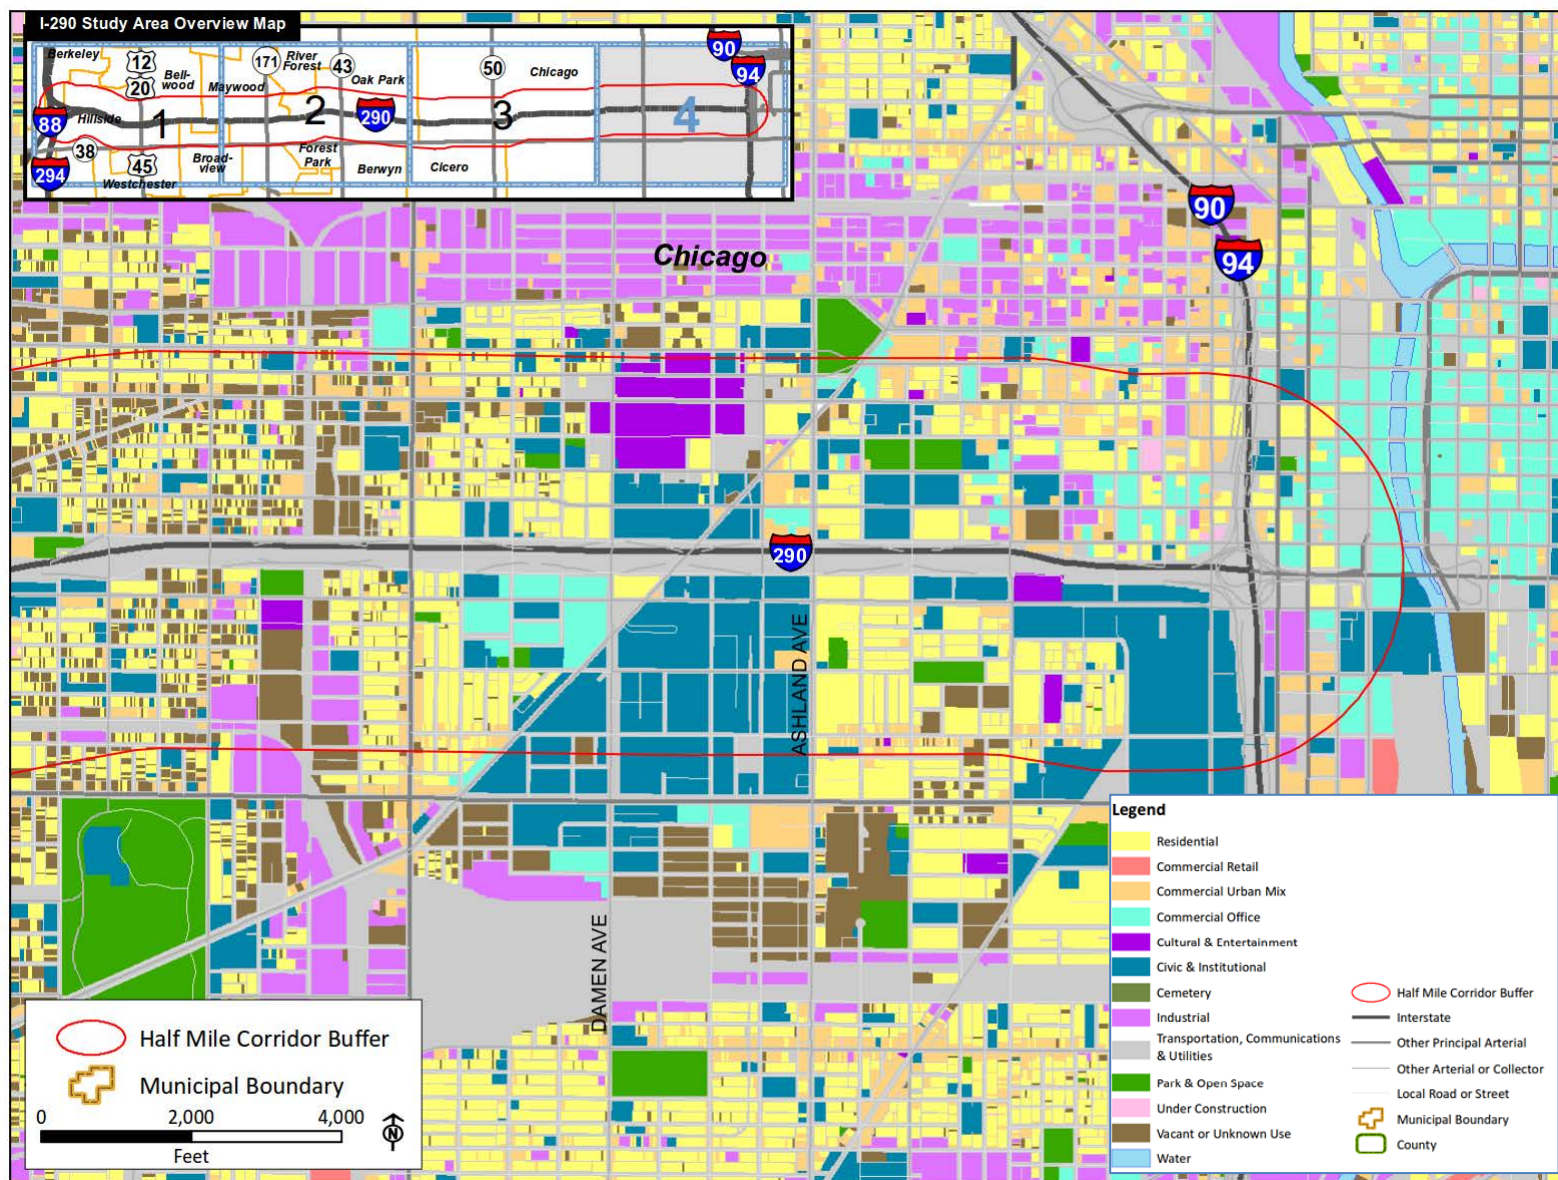 I-290 Study Area Overview Map
Berkeley
12
20
Bell-
wood
Maywood
171
River
Forest
43
Oak Park
50
Chicago
90
94
88
Hillside
1
2
290
3
4
38
294
45
Westchester
Broad-
view
Forest
Park
Berwyn
Cicero
Chicago
90
94
290
ASHLAND AVE
DAMEN AVE
Half Mile Corridor Buffer
Municipal Boundary
0 2,000 4,000
Feet
N
Legend
Residential
Commercial Retail
Commercial Urban Mix
Commercial Office
Cultural & Entertainment
Civic & Institutional
Cemetery
Industrial
Transportation, Communications
& Utilities
Park & Open Space
Under Construction
Vacant or Unknown Use
Water
Half Mile Corridor Buffer
Interstate
Other Principal Arterial
Other Arterial or Collector
Local Road or Street
Municipal Boundary
County